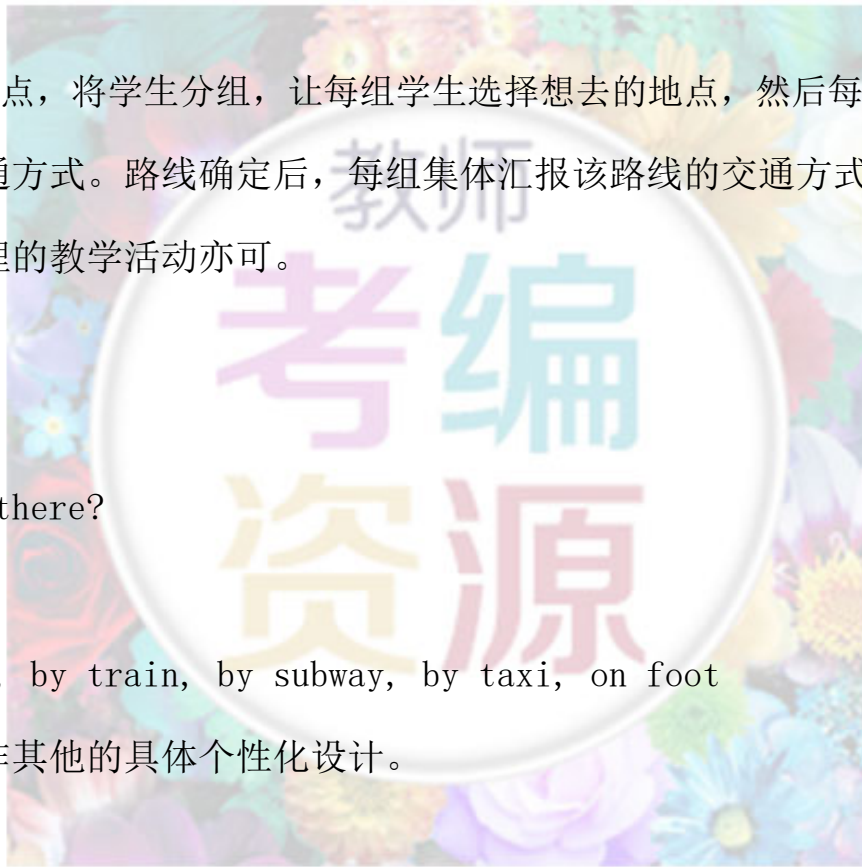 点，将学生分组，让每组学生选择想去的地点，然后每
通方式。路线确定后，每组集体汇报该路线的交通方式
理的教学活动亦可。
教师
考编
there?
资源
by train, by subway, by taxi, on foot
其他的具体个性化设计。